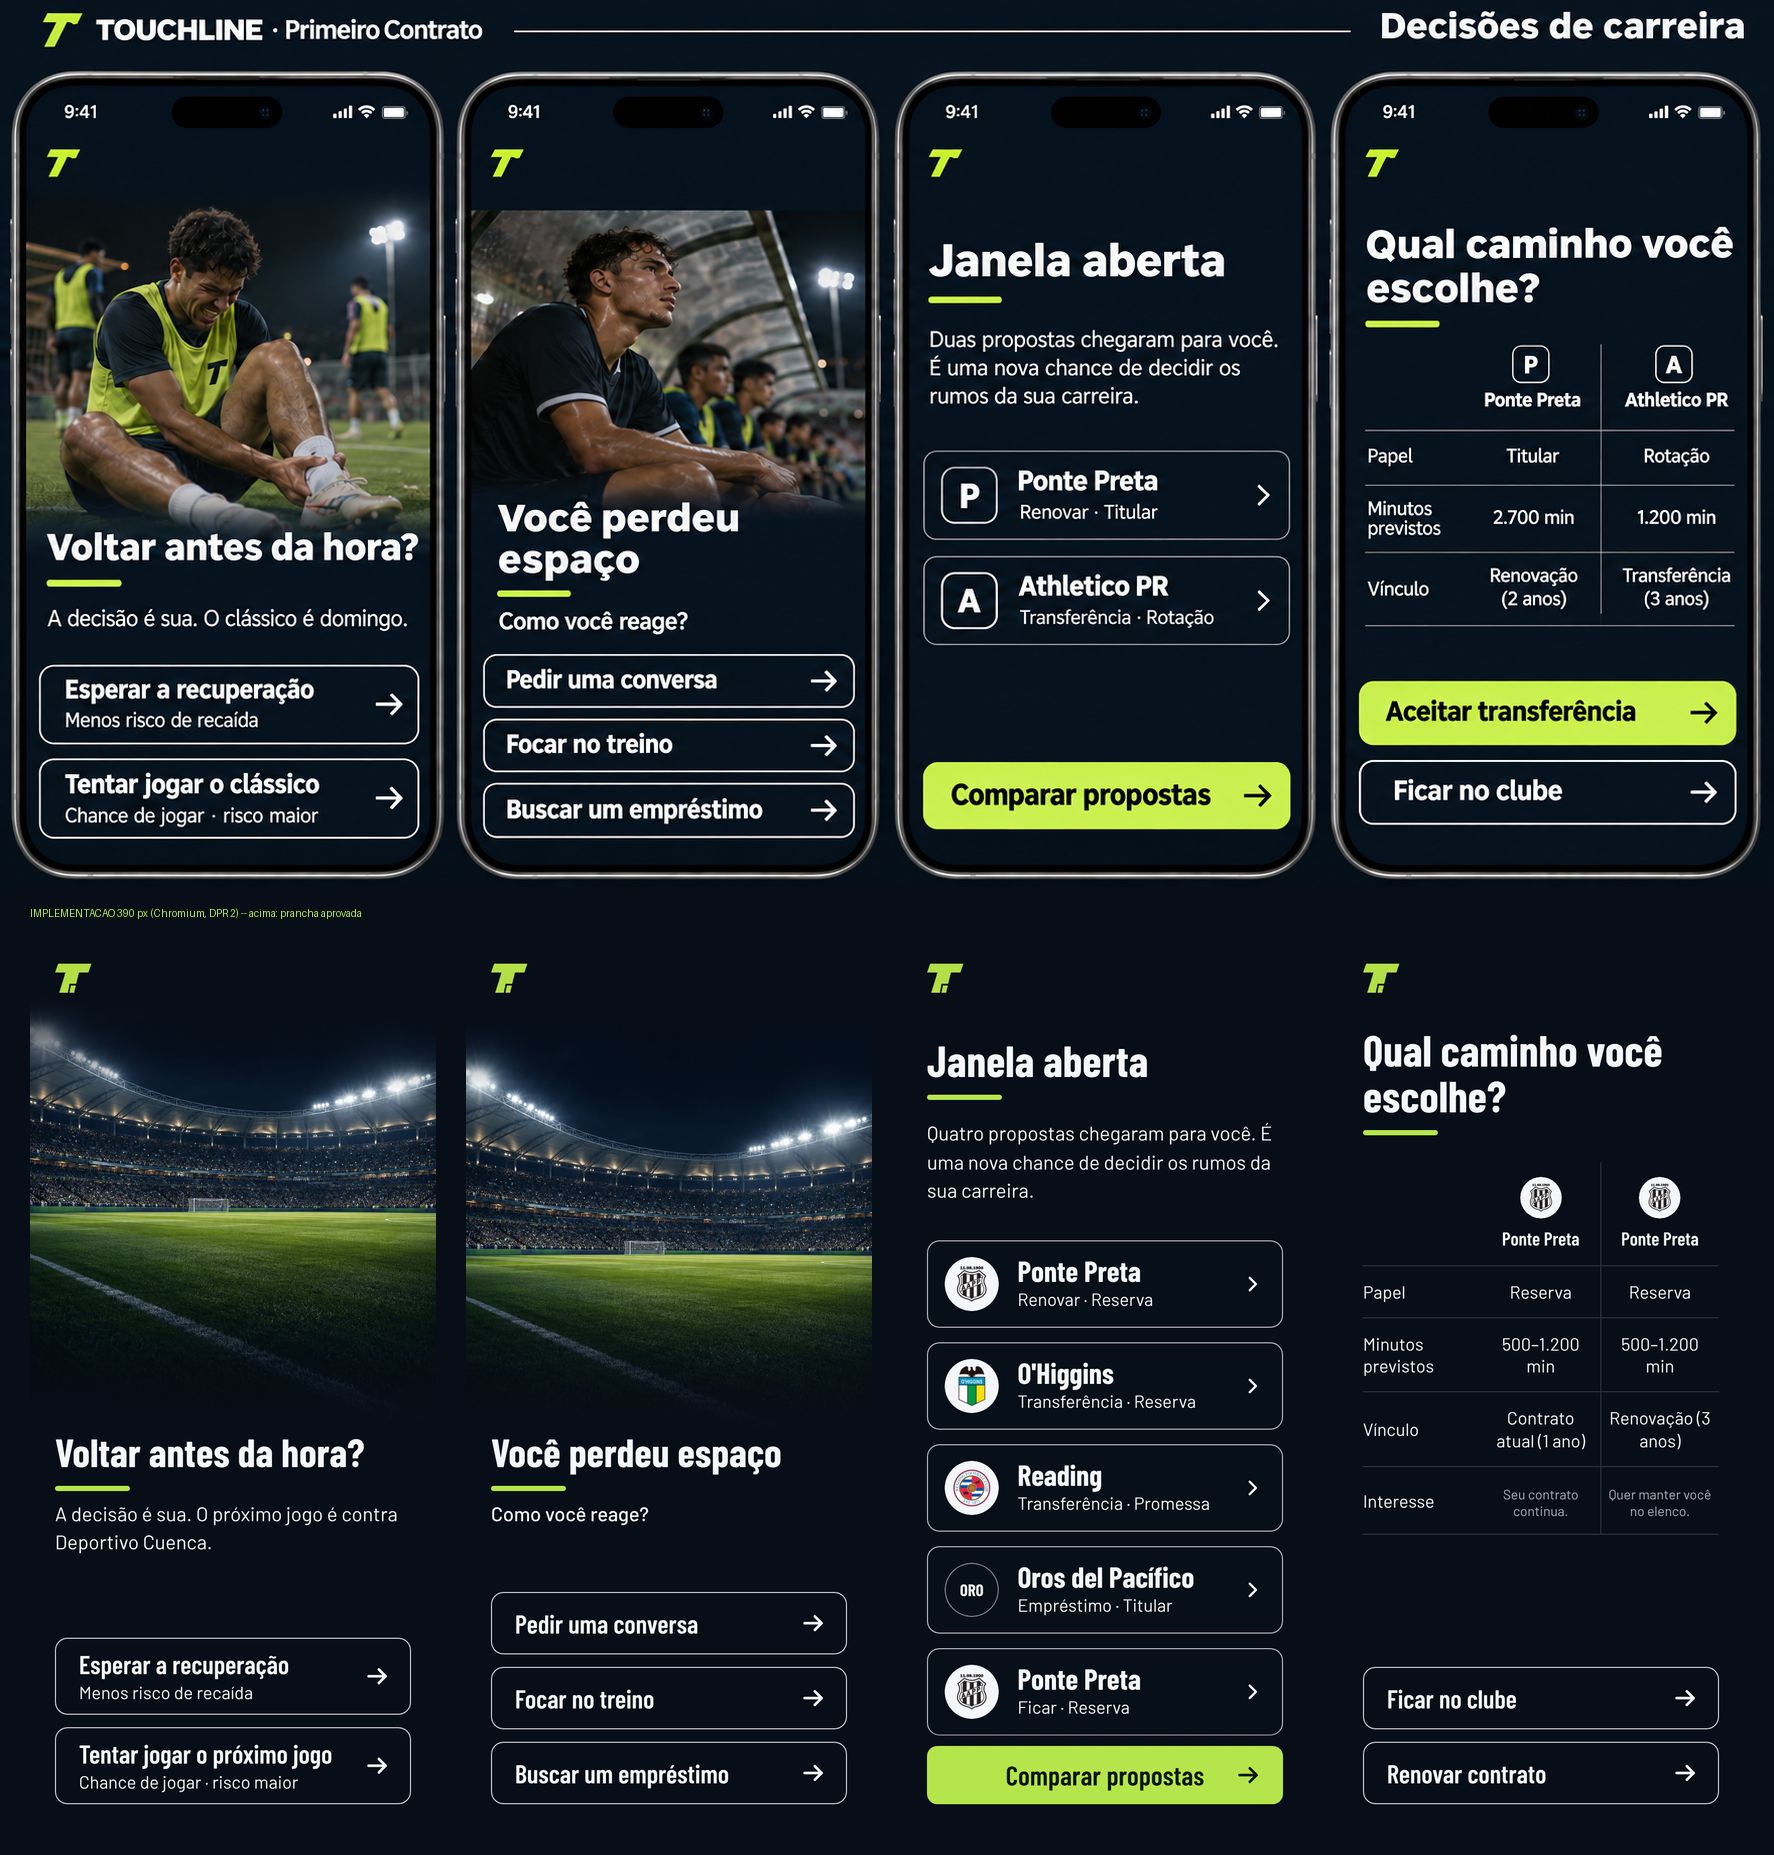 TOUCHLINE · Primeiro Contrato
Decisões de carreira
9:41
T
Voltar antes da hora?
A decisão é sua. O clássico é domingo.
Esperar a recuperação
Menos risco de recaída
Tentar jogar o clássico
Chance de jogar · risco maior
9:41
Você perdeu
espaço
Como você reage?
Pedir uma conversa
Focar no treino
Buscar um empréstimo
9:41
Janela aberta
Duas propostas chegaram para você.
É uma nova chance de decidir os
rumos da sua carreira.
P
Ponte Preta
Renovar · Titular
A
Athletico PR
Transferência · Rotação
Comparar propostas
9:41
Qual caminho você
escolhe?
P
A
Ponte Preta
Athletico PR
Papel
Titular
Rotação
Minutos
previstos
2.700 min
1.200 min
Vínculo
Renovação
(2 anos)
Transferência
(3 anos)
Aceitar transferência
Ficar no clube
IMPLEMENTACAO 390 px (Chromium, DPR 2) -- acima: prancha aprovada
Voltar antes da hora?
A decisão é sua. O próximo jogo é contra
Deportivo Cuenca.
Esperar a recuperação
Menos risco de recaída
Tentar jogar o próximo jogo
Chance de jogar · risco maior
Você perdeu espaço
Como você reage?
Pedir uma conversa
Focar no treino
Buscar um empréstimo
Janela aberta
Quatro propostas chegaram para você. É
uma nova chance de decidir os rumos da
sua carreira.
Ponte Preta
Renovar · Reserva
O'HIGGINS
O'Higgins
Transferência · Reserva
Reading
Transferência · Promessa
ORO
Oros del Pacífico
Empréstimo · Titular
Ponte Preta
Ficar · Reserva
Comparar propostas
Qual caminho você
escolhe?
Ponte Preta
Ponte Preta
Papel
Reserva
Reserva
Minutos
previstos
500–1.200
min
500–1.200
min
Vínculo
Contrato
atual (1 ano)
Renovação (3
anos)
Interesse
Seu contrato
continua.
Quer manter você
no elenco.
Ficar no clube
Renovar contrato